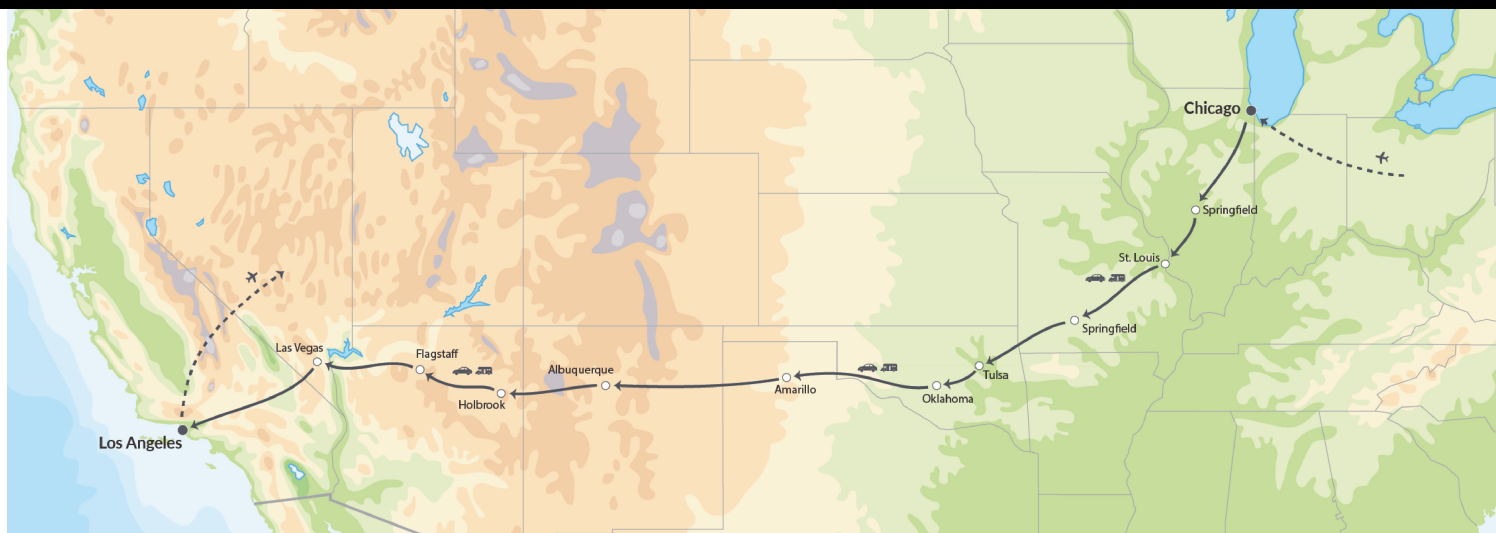 Chicago
Springfield
St. Louis
Springfield
Tulsa
Oklahoma
Amarillo
Albuquerque
Holbrook
Flagstaff
Las Vegas
Los Angeles